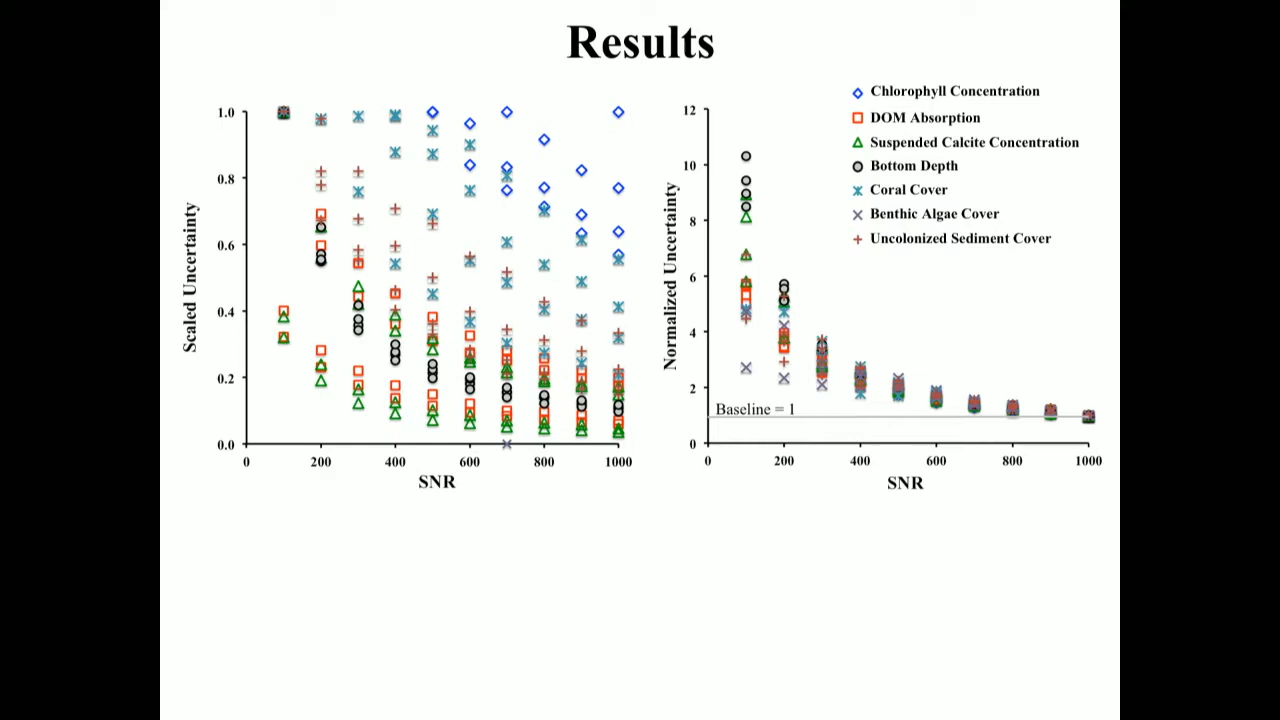 Results
Scaled Uncertainty
1.0
0.8
0.6
0.4
0.2
0.0
0 200 400 600 800 1000
SNR
Normalized Uncertainty
12
10
8
6
4
2
0
Baseline = 1
0 200 400 600 800 1000
SNR
Chlorophyll Concentration
DOM Absorption
Suspended Calcite Concentration
Bottom Depth
Coral Cover
Benthic Algae Cover
Uncolonized Sediment Cover